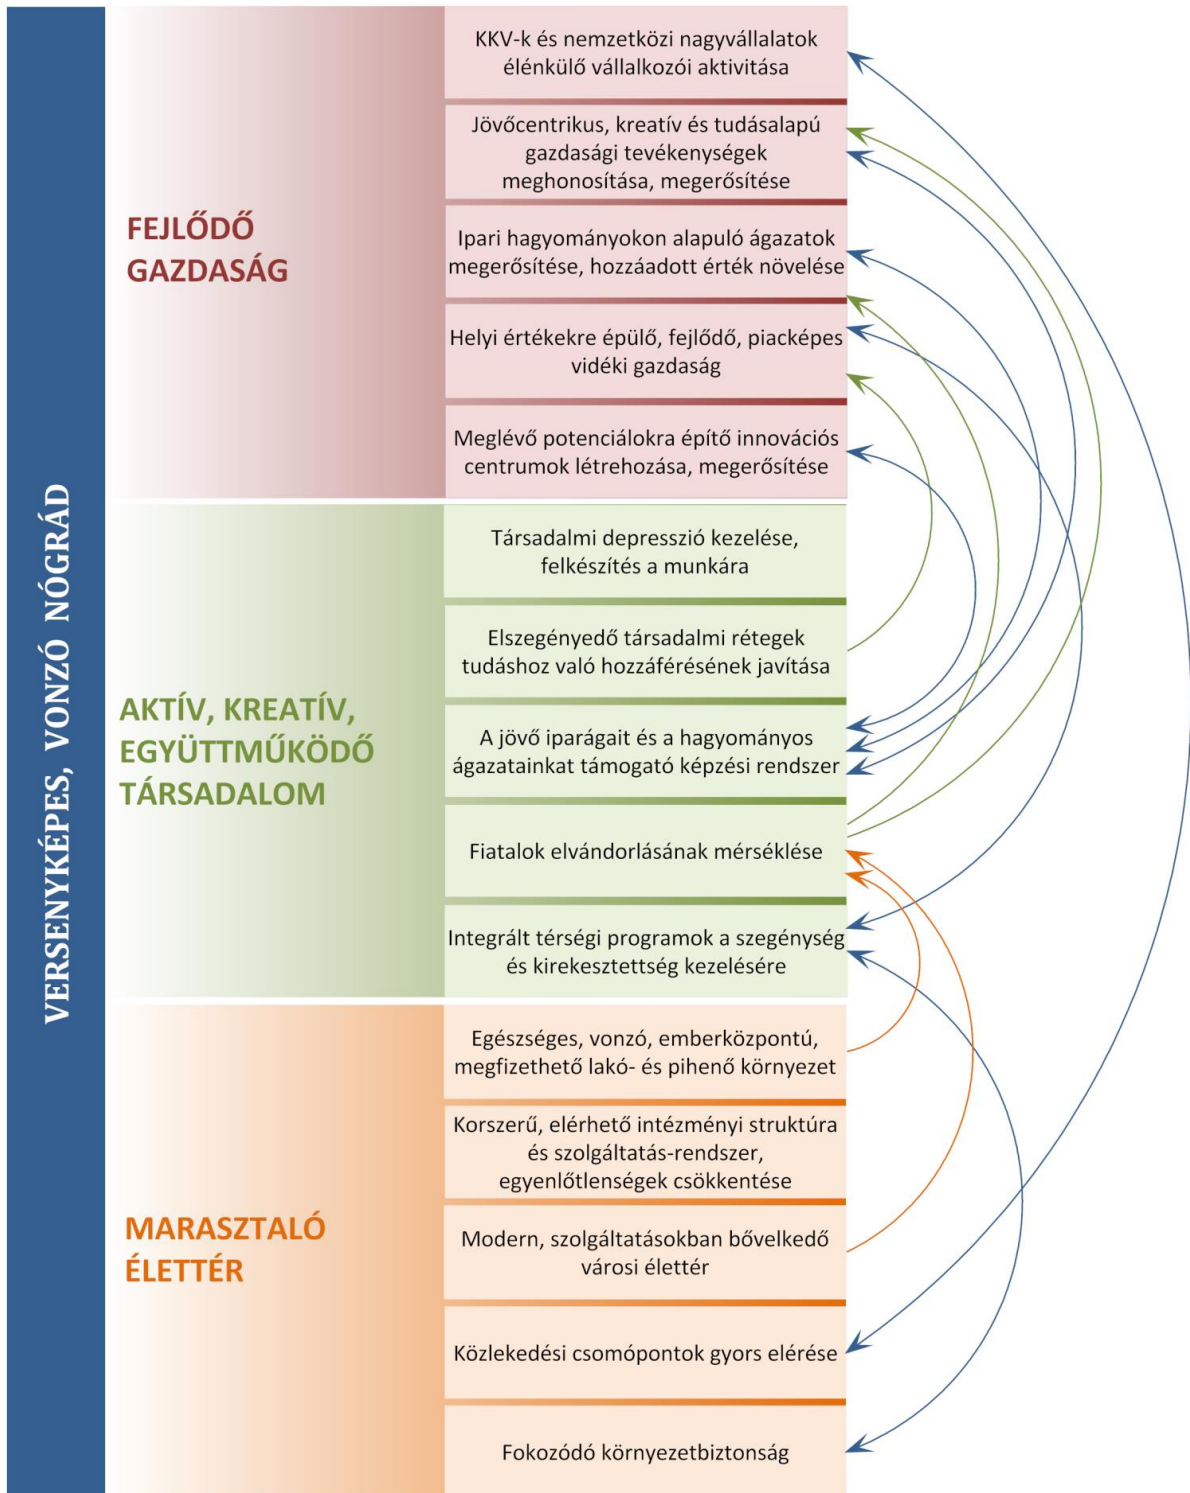 VERSENYKÉPES, VONZÓ NÓGRÁD
FEJLŐDŐ
GAZDASÁG
KKV-k és nemzetközi nagyvállalatok
élénkülő vállalkozói aktivitása
Jövőcentrikus, kreatív és tudásalapú
gazdasági tevékenységek
meghonosítása, megerősítése
Ipari hagyományokon alapuló ágazatok
megerősítése, hozzáadott érték növelése
Helyi értékekre épülő, fejlődő, piacképes
vidéki gazdaság
Meglévő potenciálokra építő innovációs
centrumok létrehozása, megerősítése
AKTÍV, KREATÍV,
EGYÜTTMŰKÖDŐ
TÁRSADALOM
Társadalmi depresszió kezelése,
felkészítés a munkára
Elszegényedő társadalmi rétegek
tudáshoz való hozzáférésének javítása
A jövő iparágait és a hagyományos
ágazatainkat támogató képzési rendszer
Fiatalok elvándorlásának mérséklése
Integrált térségi programok a szegénység
és kirekesztettség kezelésére
MARASZTALÓ
ÉLETTÉR
Egészséges, vonzó, emberközpontú,
megfizethető lakó- és pihenő környezet
Korszerű, elérhető intézményi struktúra
és szolgáltatás-rendszer,
egyenlőtlenségek csökkentése
Modern, szolgáltatásokban bővelkedő
városi élettér
Közlekedési csomópontok gyors elérése
Fokozódó környezetbiztonság